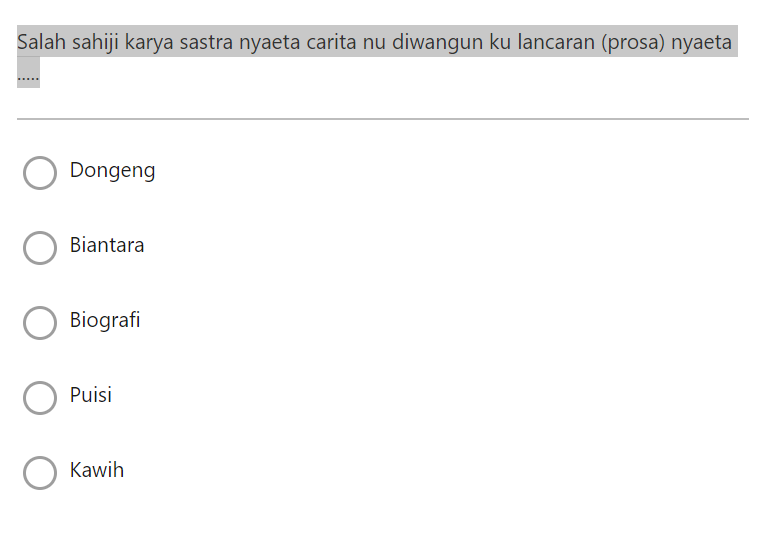 Salah sahiji karya sastra nyaeta carita nu diwangun ku lancaran (prosa) nyaeta
.....
Dongeng
Biantara
Biografi
Puisi
Kawih